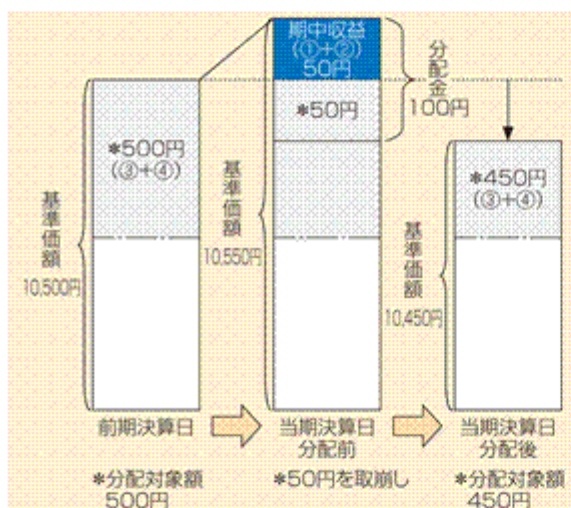 期中収益
(①+②)
50円
分配金
100円
*50円
*500円
(③+④)
*450円
(③+④)
基準価額
10,500円
基準価額
10,550円
基準価額
10,450円
前期決算日
当期決算日
分配前
当期決算日
分配後
*分配対象額
500円
*50円を取崩し
*分配対象額
450円